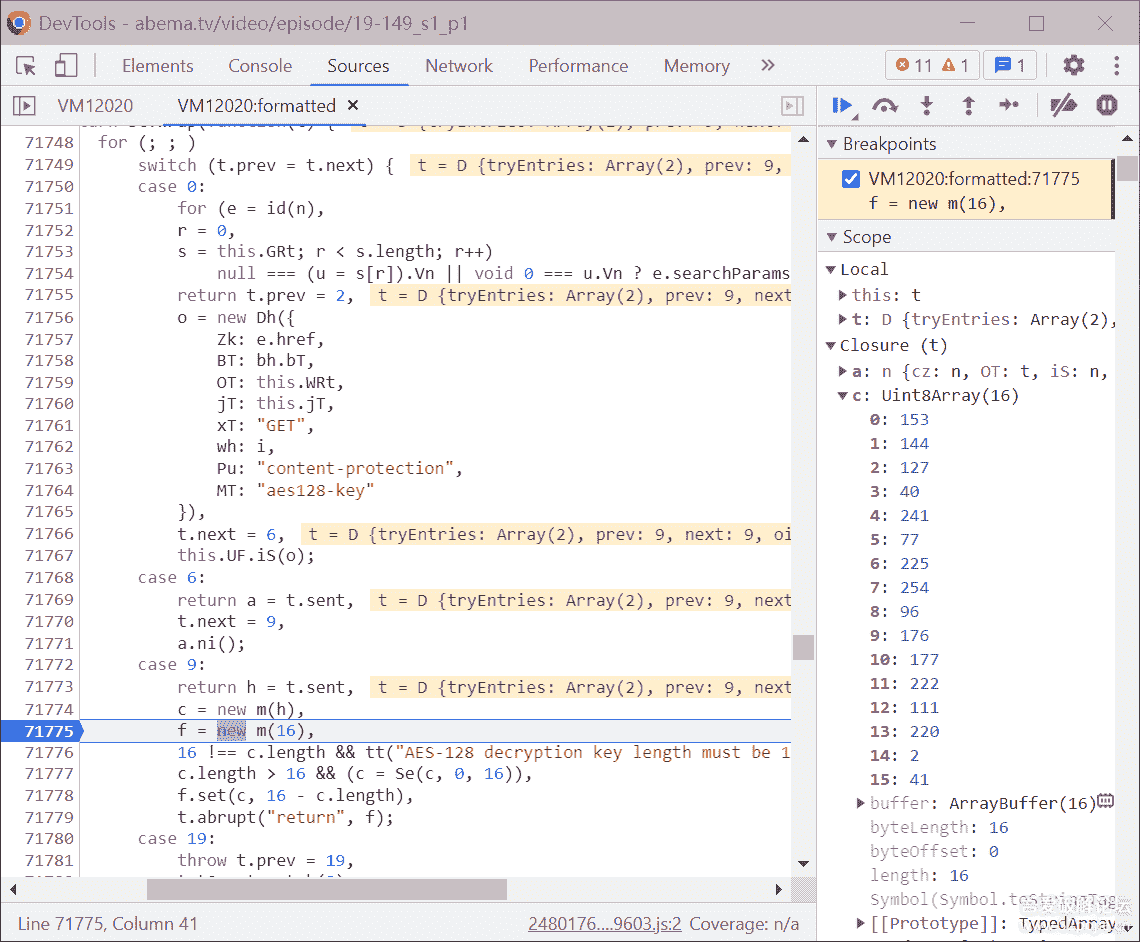 DevTools - abema.tv/video/episode/19-149_s1_p1
Elements Console Sources Network Performance Memory » 11 1 1
VM12020 VM12020:formatted ×
71748 for (; ; )
71749 switch (t.prev = t.next) { t = D {tryEntries: Array(2), prev: 9,
71750 case 0:
71751 for (e = id(n),
71752 r = 0,
71753 s = this.GRt; r < s.length; r++)
71754 null === (u = s[r]).Vn || void 0 === u.Vn ? e.searchParams
71755 return t.prev = 2, t = D {tryEntries: Array(2), prev: 9, next
71756 o = new Dh({
71757 Zk: e.href,
71758 BT: bh.bT,
71759 OT: this.WRt,
71760 jT: this.jT,
71761 xT: "GET",
71762 wh: i,
71763 Pu: "content-protection",
71764 MT: "aes128-key"
71765 }),
71766 t.next = 6, t = D {tryEntries: Array(2), prev: 9, next: 9, oi
71767 this.UF.iS(o);
71768 case 6:
71769 return a = t.sent, t = D {tryEntries: Array(2), prev: 9, next
71770 t.next = 9,
71771 a.ni();
71772 case 9:
71773 return h = t.sent, t = D {tryEntries: Array(2), prev: 9, next
71774 c = new m(h),
71775 f = new m(16),
71776 16 !== c.length && tt("AES-128 decryption key length must be 1
71777 c.length > 16 && (c = Se(c, 0, 16)),
71778 f.set(c, 16 - c.length),
71779 t.abrupt("return", f);
71780 case 19:
71781 throw t.prev = 19,
Line 71775, Column 41 2480176....9603.js:2 Coverage: n/a
Breakpoints
VM12020:formatted:71775
f = new m(16),
Scope
Local
this: t
t: D {tryEntries: Array(2),
Closure (t)
a: n {cz: n, OT: t, iS: n,
c: Uint8Array(16)
0: 153
1: 144
2: 127
3: 40
4: 241
5: 77
6: 225
7: 254
8: 96
9: 176
10: 177
11: 222
12: 111
13: 220
14: 2
15: 41
buffer: ArrayBuffer(16)
byteLength: 16
byteOffset: 0
length: 16
Symbol(Symbol.toStringTag
[[Prototype]]: TypedArray